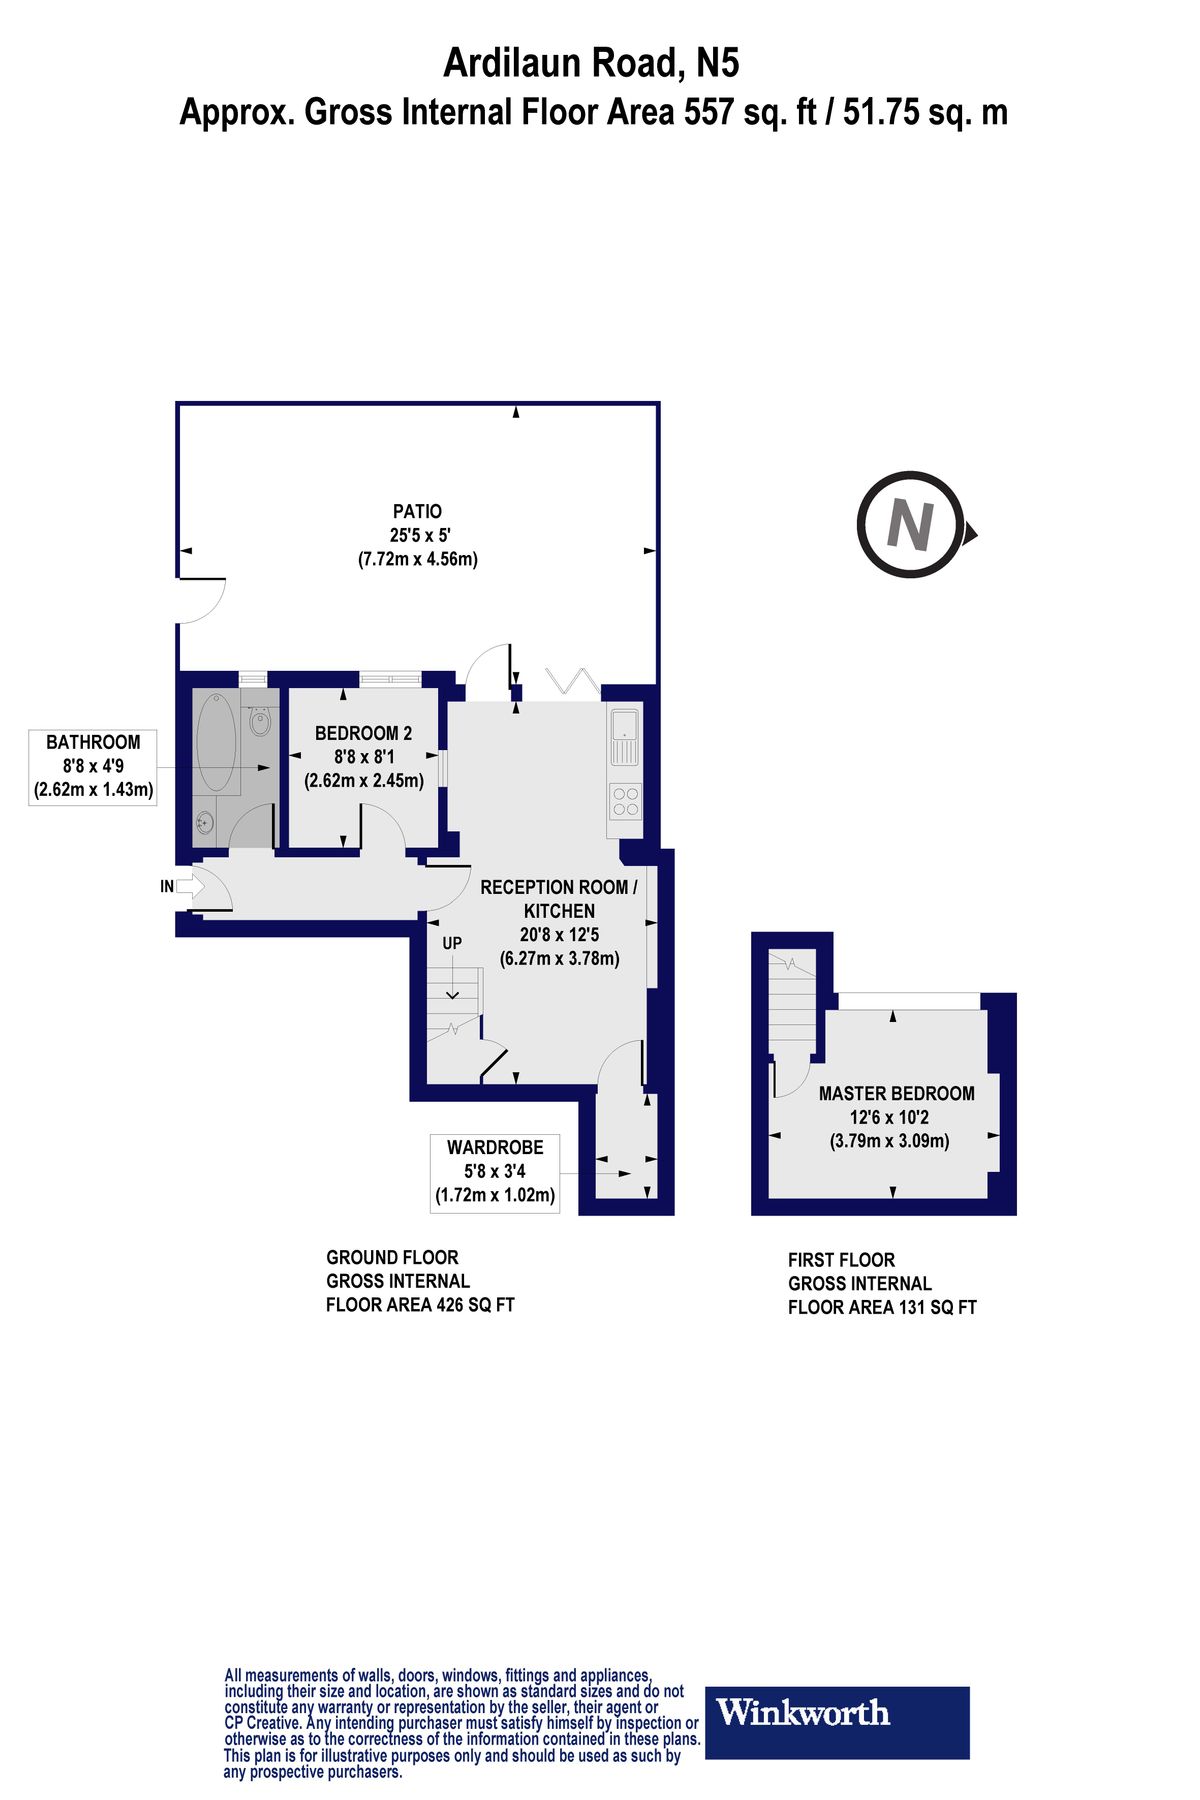 Ardilaun Road, N5
Approx. Gross Internal Floor Area 557 sq. ft / 51.75 sq. m
PATIO
25'5 x 5'
(7.72m x 4.56m)
N
BATHROOM
8'8 x 4'9
(2.62m x 1.43m)
BEDROOM 2
8'8 x 8'1
(2.62m x 2.45m)
IN
RECEPTION ROOM /
KITCHEN
20'8 x 12'5
(6.27m x 3.78m)
UP
WARDROBE
5'8 x 3'4
(1.72m x 1.02m)
MASTER BEDROOM
12'6 x 10'2
(3.79m x 3.09m)
GROUND FLOOR
GROSS INTERNAL
FLOOR AREA 426 SQ FT
FIRST FLOOR
GROSS INTERNAL
FLOOR AREA 131 SQ FT
All measurements of walls, doors, windows, fittings and appliances,
including their size and location, are shown as standard sizes and do not
constitute any warranty or representation by the seller, their agent or
CP Creative. Any intending purchaser must satisfy himself by inspection or
otherwise as to the correctness of the information contained in these plans.
This plan is for illustrative purposes only and should be used as such by
any prospective purchasers.
Winkworth